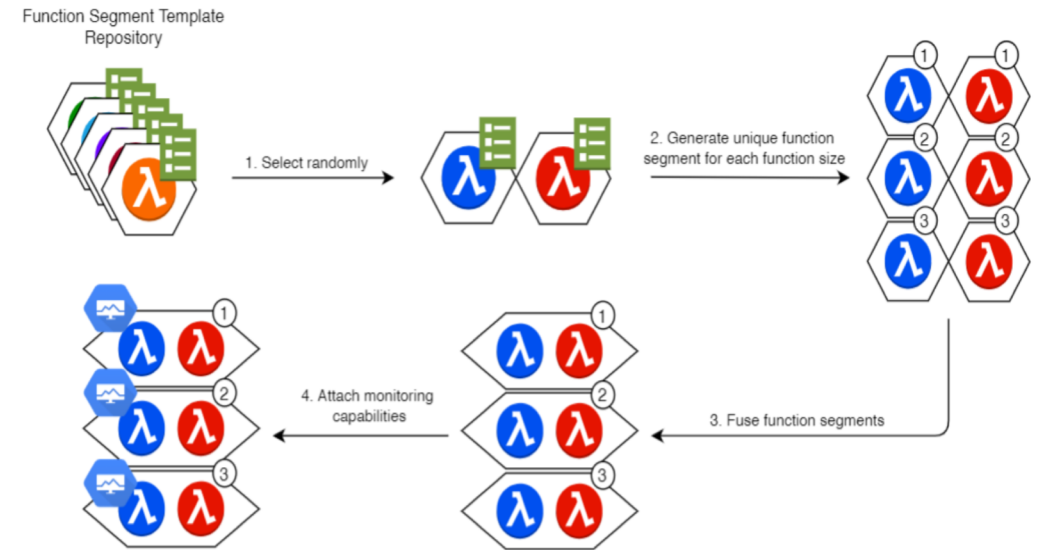 Function Segment Template
Repository
1. Select randomly
2. Generate unique function
segment for each function size
λ
λ
λ
1
1
λ
λ
2
2
λ
λ
3
3
λ
λ
3. Fuse function segments
1
λ
λ
2
λ
λ
3
λ
λ
4. Attach monitoring
capabilities
1
λ
λ
2
λ
λ
3
λ
λ